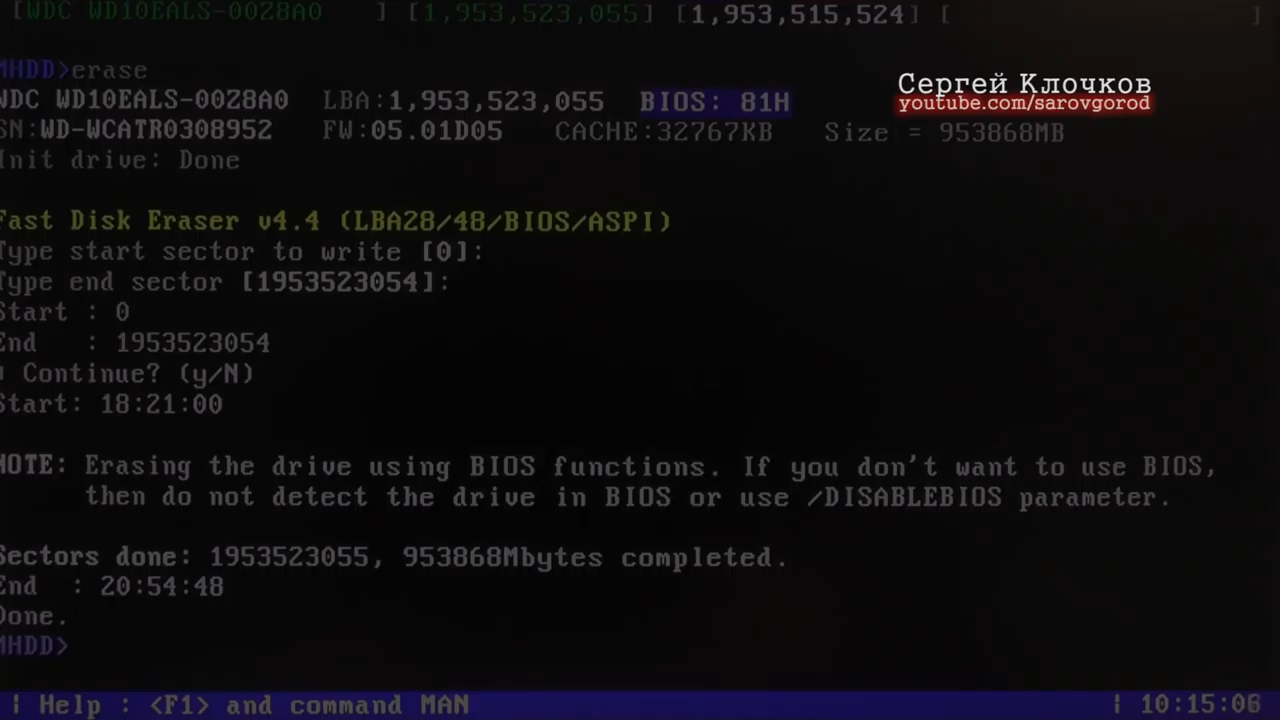 [WDC WD10EALS-00Z8A0 ] [1,953,523,055] [1,953,515,524] [ ]
MHDD>erase
WDC WD10EALS-00Z8A0 LBA:1,953,523,055 BIOS: 81H
Сергей Клочков
youtube.com/sarovgorod
SN:WD-WCATR0308952 FW:05.01D05 CACHE:32767KB Size = 953868MB
Init drive: Done
Fast Disk Eraser v4.4 (LBA28/48/BIOS/ASPI)
Type start sector to write [0]:
Type end sector [1953523054]:
Start : 0
End : 1953523054
Continue? (y/N)
Start: 18:21:00
NOTE: Erasing the drive using BIOS functions. If you don't want to use BIOS,
then do not detect the drive in BIOS or use /DISABLEBIOS parameter.
Sectors done: 1953523055, 953868Mbytes completed.
End : 20:54:48
Done.
MHDD>
| Help : <F1> and command MAN | 10:15:06